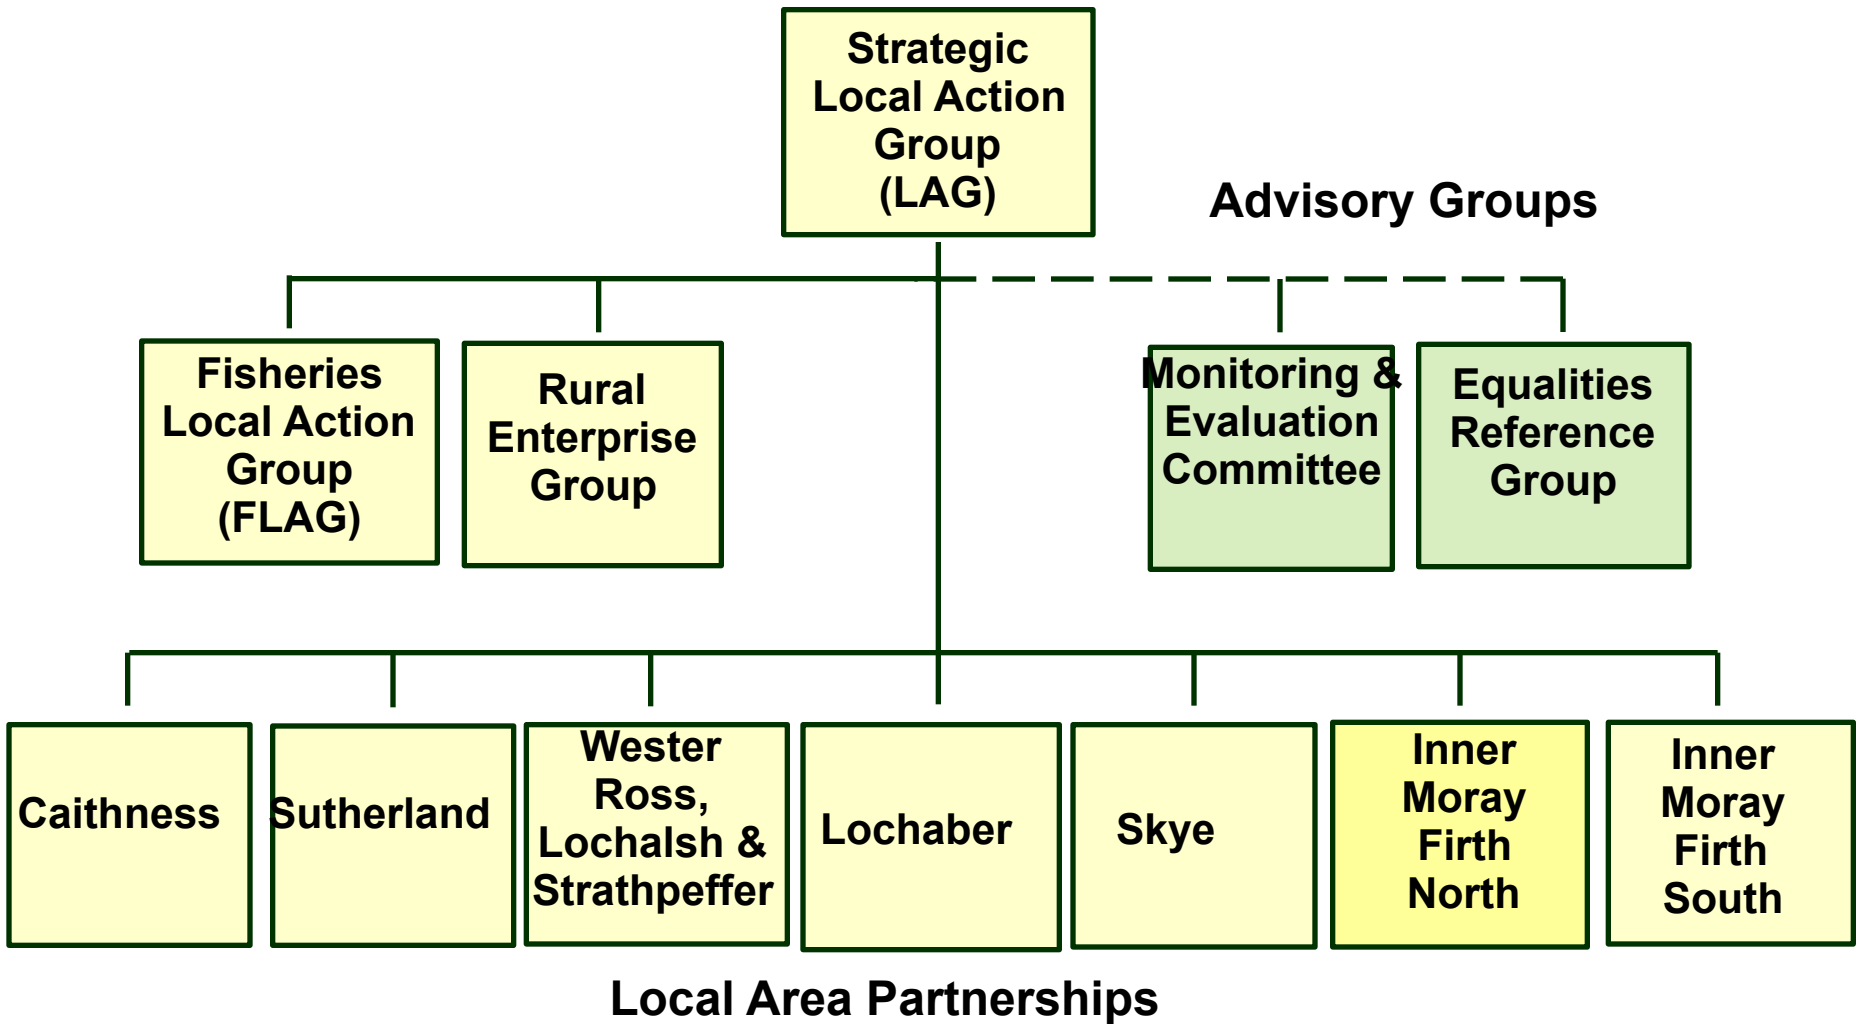 Strategic
Local Action
Group
(LAG)
Advisory Groups
Fisheries
Local Action
Group
(FLAG)
Rural
Enterprise
Group
Monitoring &
Evaluation
Committee
Equalities
Reference
Group
Caithness
Sutherland
Wester
Ross,
Lochalsh &
Strathpeffer
Lochaber
Skye
Inner
Moray
Firth
North
Inner
Moray
Firth
South
Local Area Partnerships